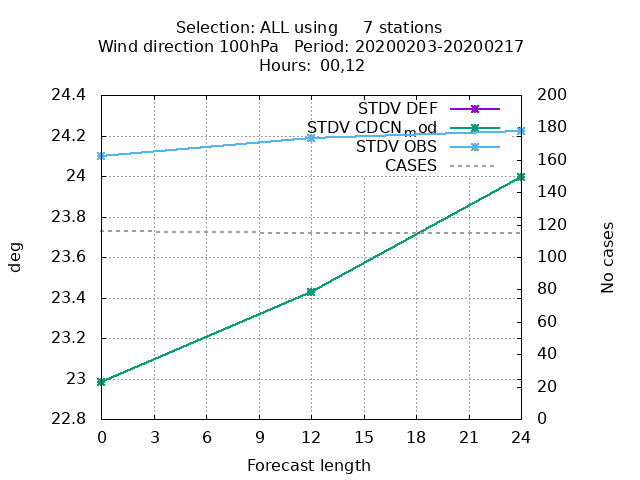 Selection: ALL using     7 stations
Wind direction 100hPa   Period: 20200203-20200217
Hours: 00,12
24.4
24.2
24
23.8
23.6
23.4
23.2
23
22.8
deg
STDV DEF
STDV CDCNmod
STDV OBS
CASES
200
180
160
140
120
100
80
60
40
20
0
No cases
0 3 6 9 12 15 18 21 24
Forecast length